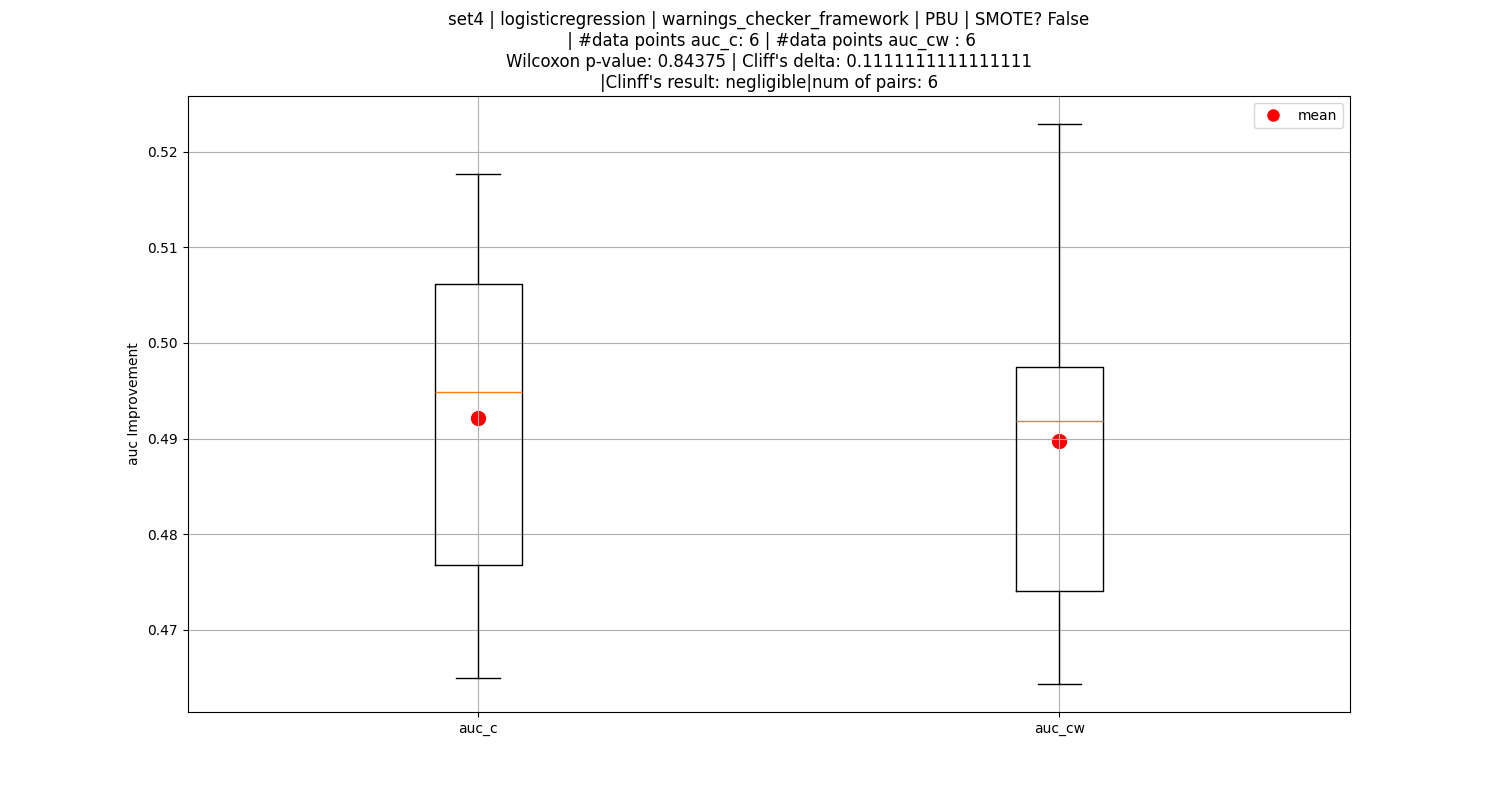 set4 | logisticregression | warnings_checker_framework | PBU | SMOTE? False
| #data points auc_c: 6 | #data points auc_cw : 6
Wilcoxon p-value: 0.84375 | Cliff's delta: 0.1111111111111111
|Clinff's result: negligible|num of pairs: 6
mean
0.52
0.51
0.50
0.49
0.48
0.47
auc Improvement
auc_c
auc_cw